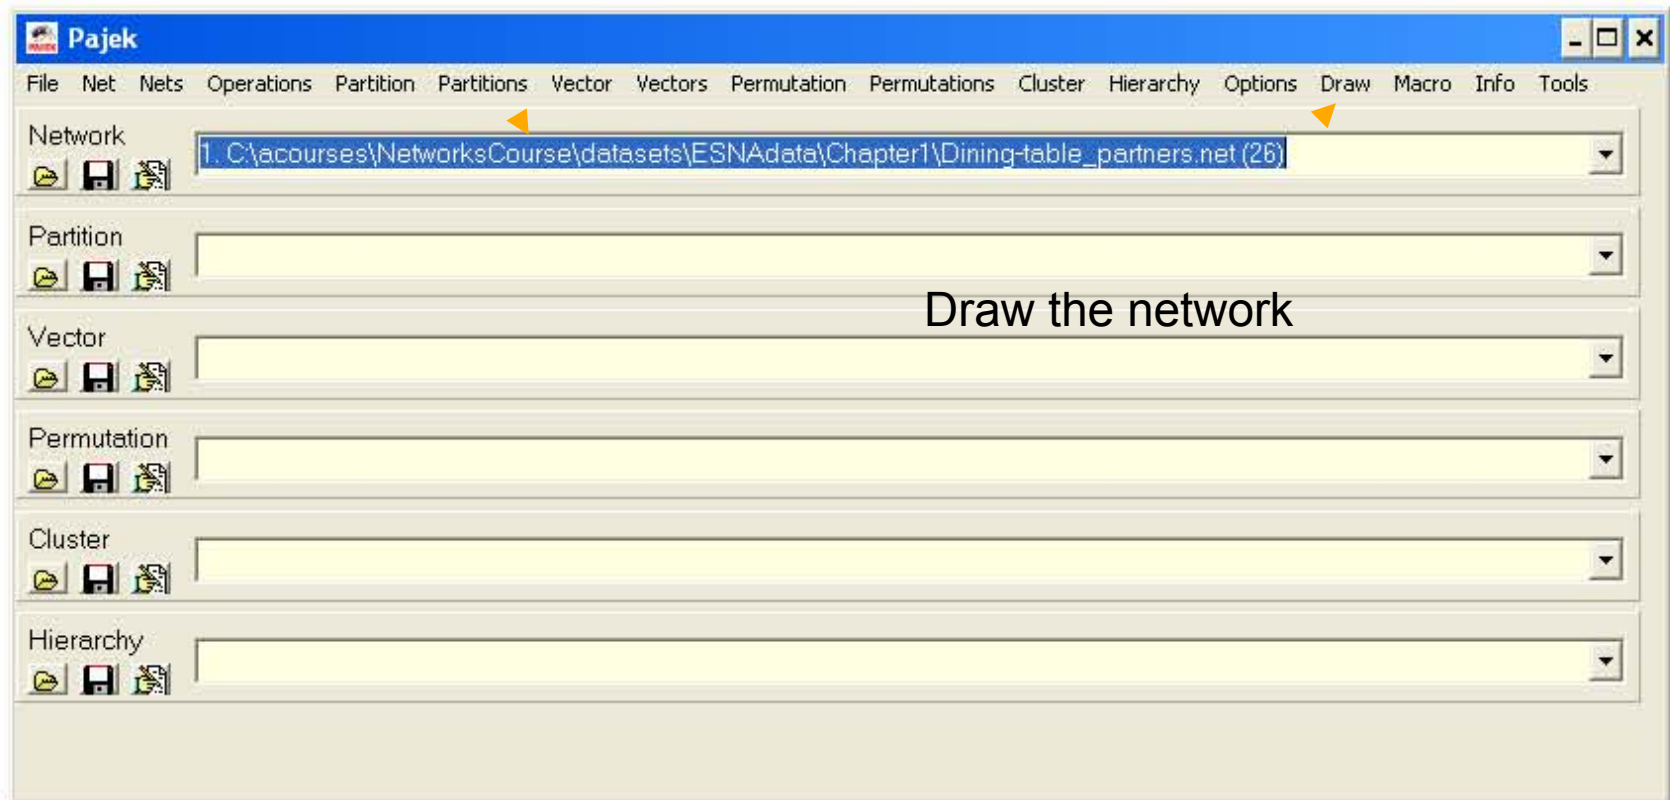 Pajek
File Net Nets Operations Partition Partitions Vector Vectors Permutation Permutations Cluster Hierarchy Options Draw Macro Info Tools
Network
1. C:\acourses\NetworksCourse\datasets\ESNAdata\Chapter1\Dining-table_partners.net (26)
Partition
Draw the network
Vector
Permutation
Cluster
Hierarchy